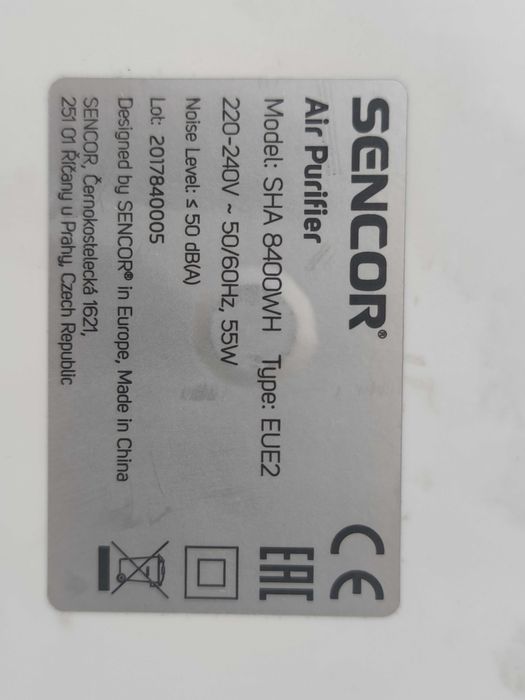 SENCOR®
Air Purifier
Model: SHA 8400WH Type: EUE2
220-240V ~ 50/60Hz, 55W
Noise Level: ≤ 50 dB(A)
Lot: 2017840005
Designed by SENCOR® in Europe, Made in China
SENCOR, Černokostelecká 1621,
251 01 Říčany u Prahy, Czech Republic
CE
EAC